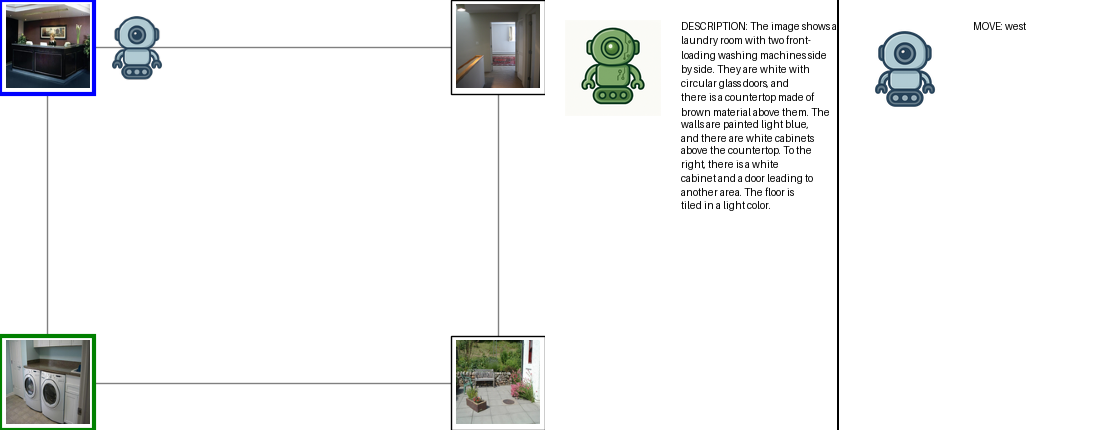 DESCRIPTION: The image shows a
laundry room with two front-
loading washing machines side
by side. They are white with
circular glass doors, and
there is a countertop made of
brown material above them. The
walls are painted light blue,
and there are white cabinets
above the countertop. To the
right, there is a white
cabinet and a door leading to
another area. The floor is
tiled in a light color.
MOVE: west